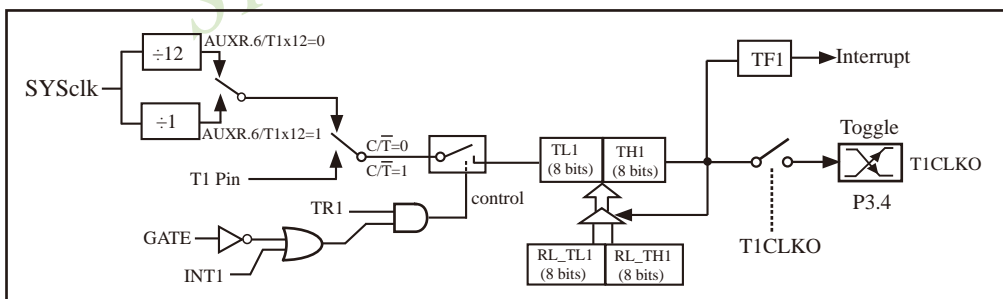 ÷12
AUXR.6/T1x12=0
SYSclk
÷1
AUXR.6/T1x12=1
T1 Pin
C/T̅=0
C/T̅=1
TR1
GATE
INT1
control
TL1
(8 bits)
TH1
(8 bits)
RL_TL1
(8 bits)
RL_TH1
(8 bits)
TF1
Interrupt
Toggle
T1CLKO
P3.4
T1CLKO